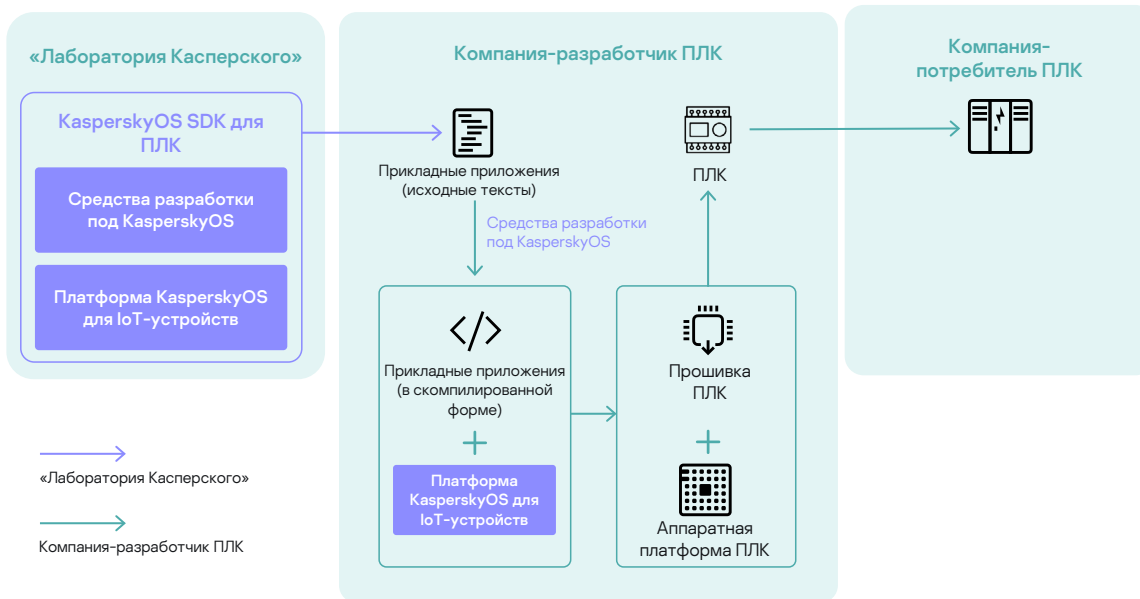 «Лаборатория Касперского»
KasperskyOS SDK для
ПЛК
Средства разработки
под KasperskyOS
Платформа KasperskyOS
для IoT-устройств
«Лаборатория Касперского»
Компания-разработчик ПЛК
Компания-разработчик ПЛК
Прикладные приложения
(исходные тексты)
Средства разработки
под KasperskyOS
Прикладные приложения
(в скомпилированной
форме)
Платформа
KasperskyOS для
IoT-устройств
ПЛК
Прошивка
ПЛК
Аппаратная
платформа ПЛК
Компания-
потребитель ПЛК